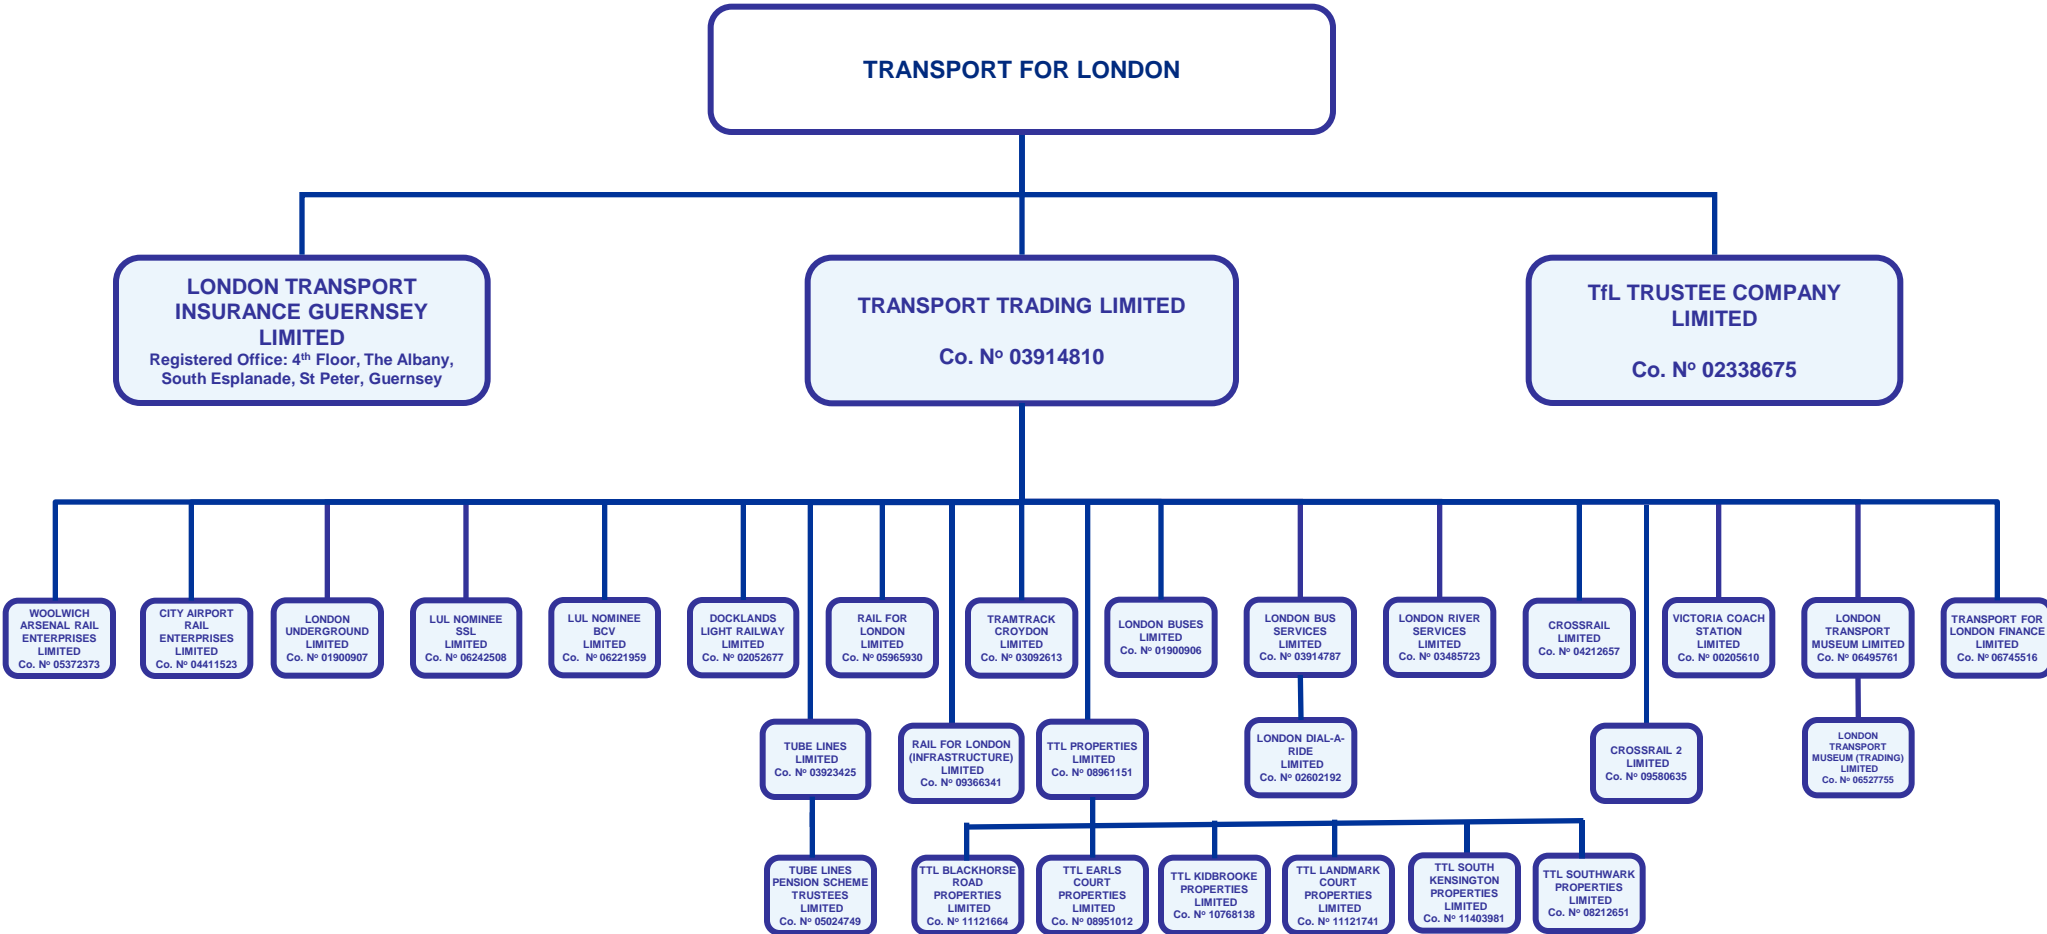 TRANSPORT FOR LONDON
LONDON TRANSPORT
INSURANCE GUERNSEY
LIMITED
Registered Office: 4th Floor, The Albany,
South Esplanade, St Peter, Guernsey
TRANSPORT TRADING LIMITED
Co. Nº 03914810
TfL TRUSTEE COMPANY
LIMITED
Co. Nº 02338675
WOOLWICH
ARSENAL RAIL
ENTERPRISES
LIMITED
Co. Nº 05372373
CITY AIRPORT
RAIL
ENTERPRISES
LIMITED
Co. Nº 04411523
LONDON
UNDERGROUND
LIMITED
Co. Nº 01900907
LUL NOMINEE
SSL
LIMITED
Co. Nº 06242508
LUL NOMINEE
BCV
LIMITED
Co. Nº 06221959
DOCKLANDS
LIGHT RAILWAY
LIMITED
Co. Nº 02052677
RAIL FOR
LONDON
LIMITED
Co. Nº 05965930
TRAMTRACK
CROYDON
LIMITED
Co. Nº 03092613
LONDON BUSES
LIMITED
Co. Nº 01900906
LONDON BUS
SERVICES
LIMITED
Co. Nº 03914787
LONDON RIVER
SERVICES
LIMITED
Co. Nº 03485723
CROSSRAIL
LIMITED
Co. Nº 04212657
VICTORIA COACH
STATION
LIMITED
Co. Nº 00205610
LONDON
TRANSPORT
MUSEUM LIMITED
Co. Nº 06495761
TRANSPORT FOR
LONDON FINANCE
LIMITED
Co. Nº 06745516
TUBE LINES
LIMITED
Co. Nº 03923425
RAIL FOR LONDON
(INFRASTRUCTURE)
LIMITED
Co. Nº 09366341
TTL PROPERTIES
LIMITED
Co. Nº 08961151
LONDON DIAL-A-
RIDE
LIMITED
Co. Nº 02602192
CROSSRAIL 2
LIMITED
Co. Nº 09580635
LONDON
TRANSPORT
MUSEUM (TRADING)
LIMITED
Co. Nº 06527755
TUBE LINES
PENSION SCHEME
TRUSTEES
LIMITED
Co. Nº 05024749
TTL BLACKHORSE
ROAD
PROPERTIES
LIMITED
Co. Nº 11121664
TTL EARLS
COURT
PROPERTIES
LIMITED
Co. Nº 08951012
TTL KIDBROOKE
PROPERTIES
LIMITED
Co. Nº 10768138
TTL LANDMARK
COURT
PROPERTIES
LIMITED
Co. Nº 11121741
TTL SOUTH
KENSINGTON
PROPERTIES
LIMITED
Co. Nº 11403981
TTL SOUTHWARK
PROPERTIES
LIMITED
Co. Nº 08212651